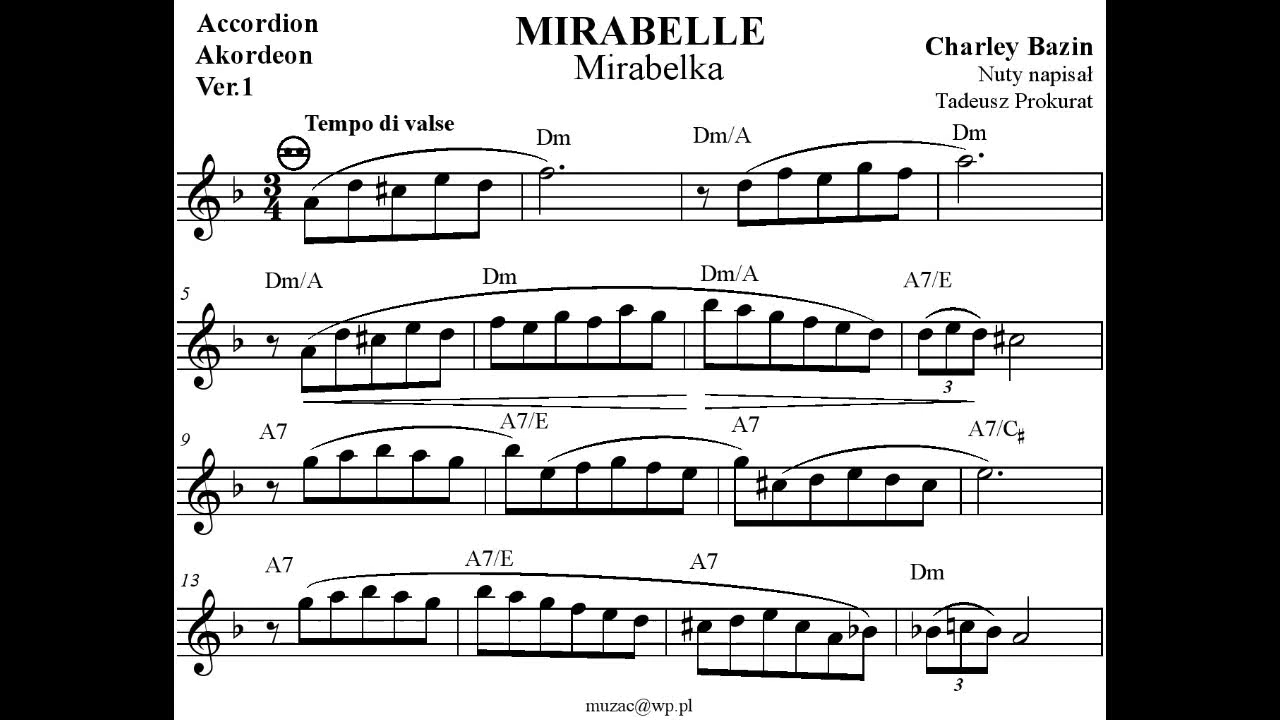 Accordion
Akordeon
Ver.1
MIRABELLE
Mirabelka
Charley Bazin
Nuty napisał
Tadeusz Prokurat
Tempo di valse
Dm Dm/A Dm
3
4
5 Dm/A Dm Dm/A A7/E
3
9 A7 A7/E A7 A7/C♯
13 A7 A7/E A7 Dm
3
muzac@wp.pl